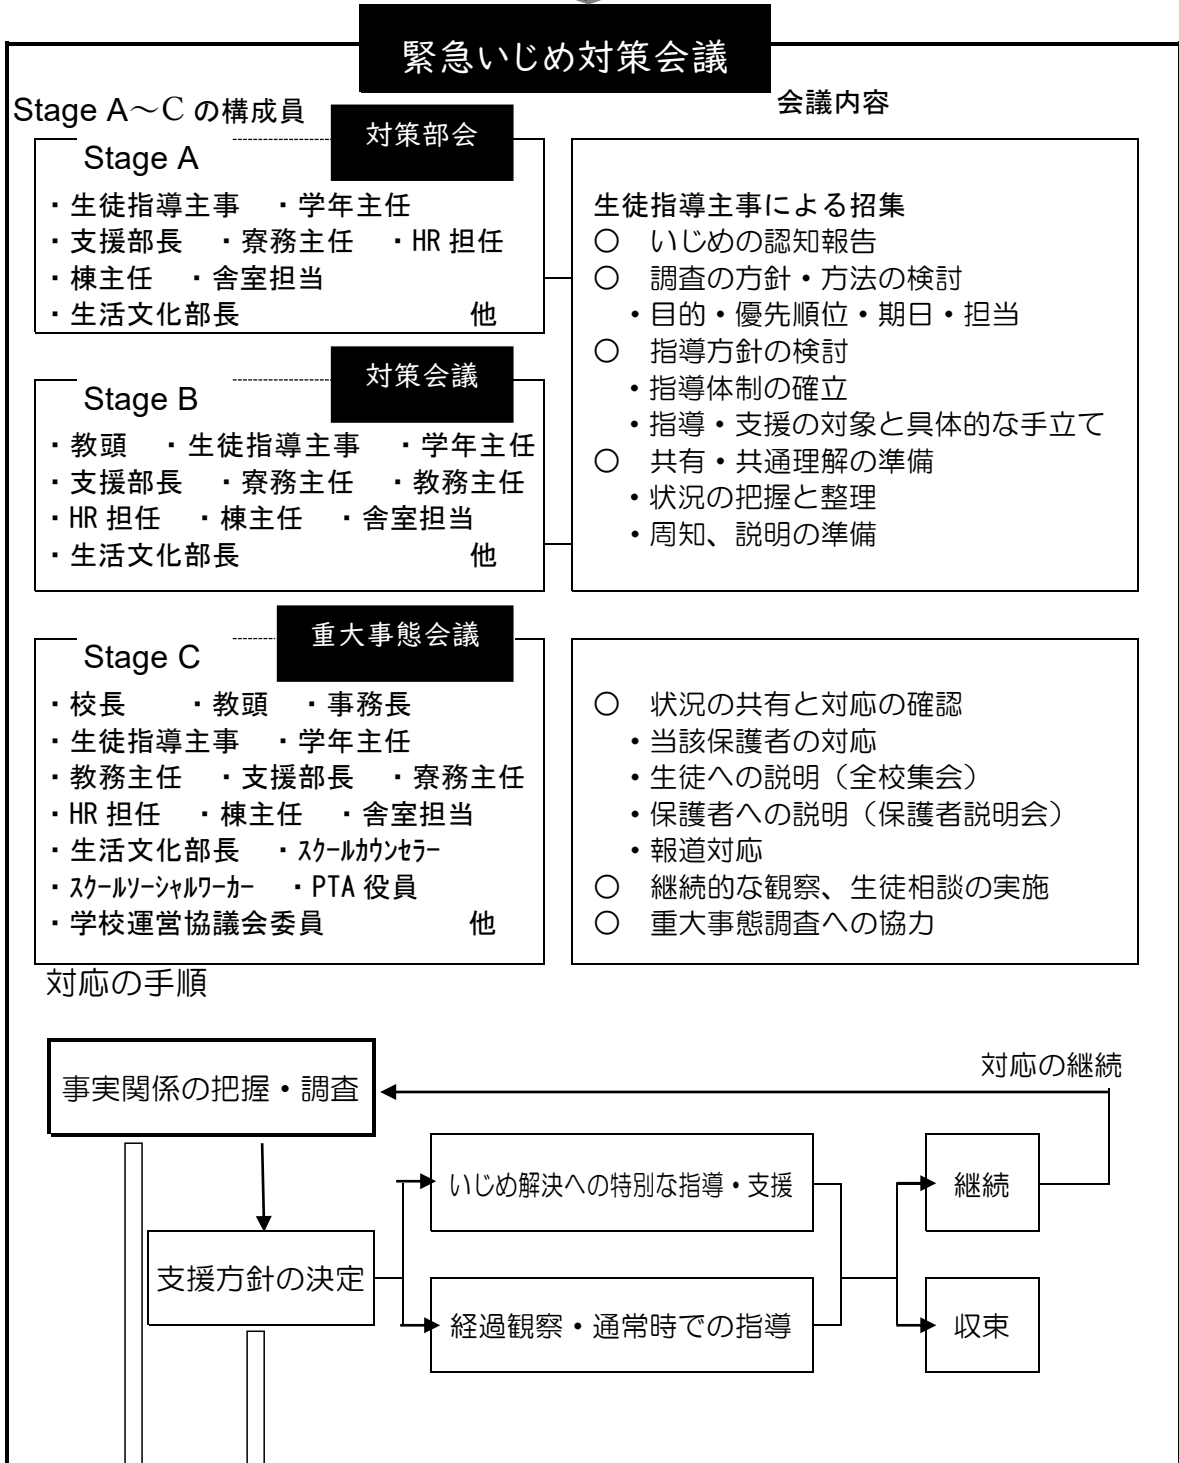 緊急いじめ対策会議
Stage A～C の構成員
会議内容
対策部会
Stage A
・生徒指導主事　・学年主任
・支援部長　・寮務主任　・HR 担任
・棟主任　・舎室担当
・生活文化部長　他
生徒指導主事による招集
○　いじめの認知報告
○　調査の方針・方法の検討
・目的・優先順位・期日・担当
○　指導方針の検討
・指導体制の確立
・指導・支援の対象と具体的な手立て
○　共有・共通理解の準備
・状況の把握と整理
・周知、説明の準備
対策会議
Stage B
・教頭　・生徒指導主事　・学年主任
・支援部長　・寮務主任　・教務主任
・HR 担任　・棟主任　・舎室担当
・生活文化部長　他
重大事態会議
Stage C
・校長　・教頭　・事務長
・生徒指導主事　・学年主任
・教務主任　・支援部長　・寮務主任
・HR 担任　・棟主任　・舎室担当
・生活文化部長　・ｽｸｰﾙｶｳﾝｾﾗｰ
・ｽｸｰﾙｿｰｼｬﾙﾜｰｶｰ　・PTA 役員
・学校運営協議会委員　他
○　状況の共有と対応の確認
・当該保護者の対応
・生徒への説明（全校集会）
・保護者への説明（保護者説明会）
・報道対応
○　継続的な観察、生徒相談の実施
○　重大事態調査への協力
対応の手順
対応の継続
事実関係の把握・調査
いじめ解決への特別な指導・支援
継続
支援方針の決定
経過観察・通常時での指導
収束